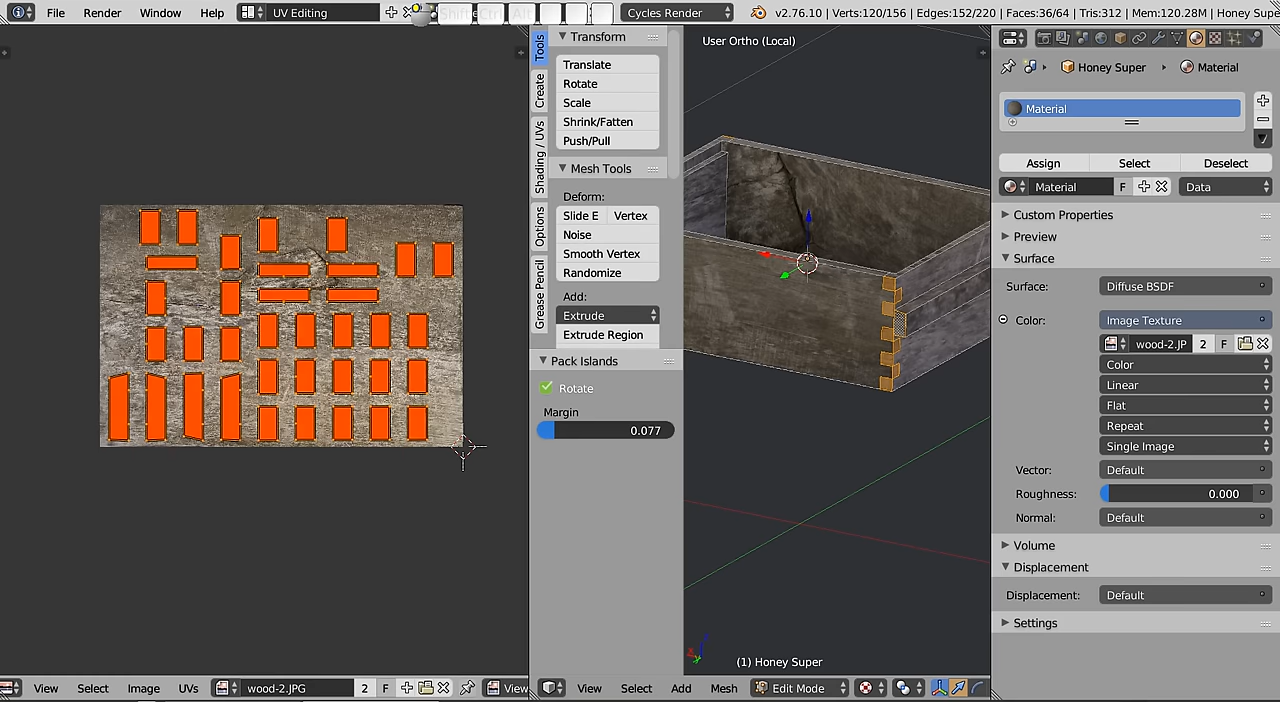 File Render Window Help UV Editing Cycles Render v2.76.10 | Verts:120/156 | Edges:152/220 | Faces:36/64 | Tris:312 | Mem:120.21M | Honey Supe
User Ortho (Local)
Tools
Create
Shading / UVs
Options
Grease Pencil
Transform
Translate
Rotate
Scale
Shrink/Fatten
Push/Pull
Mesh Tools
Deform:
Slide E Vertex
Noise
Smooth Vertex
Randomize
Add:
Extrude
Extrude Region
Pack Islands
Rotate
Margin
0.077
(1) Honey Super
Honey Super Material
Material
Assign Select Deselect
Material F Data
Custom Properties
Preview
Surface
Surface: Diffuse BSDF
Color: Image Texture
wood-2.JP 2 F
Color
Linear
Flat
Repeat
Single Image
Vector: Default
Roughness: 0.000
Normal: Default
Volume
Displacement
Displacement: Default
Settings
View Select Image UVs wood-2.JPG 2 F View
View Select Add Mesh Edit Mode